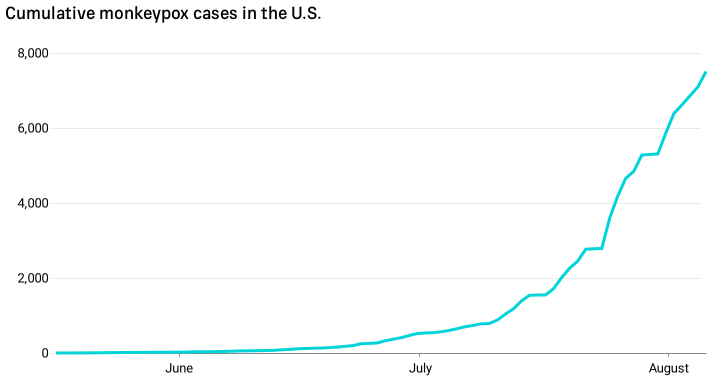 Cumulative monkeypox cases in the U.S.
8,000
6,000
4,000
2,000
0
June July August